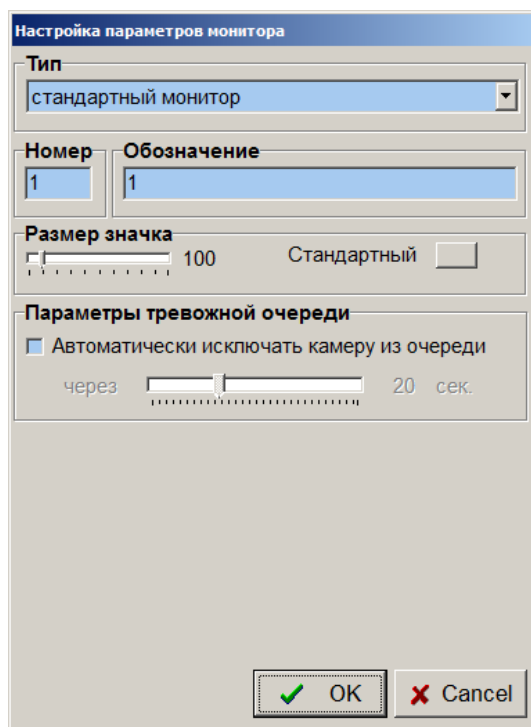 Настройка параметров монитора
Тип
стандартный монитор
Номер
Обозначение
1
1
Размер значка
100 Стандартный
Параметры тревожной очереди
Автоматически исключать камеру из очереди
через 20 сек.
OK Cancel